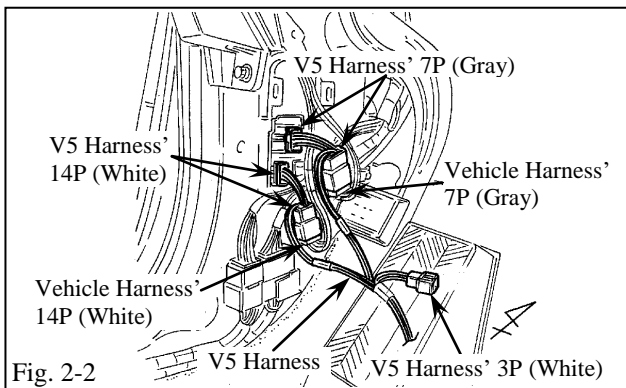 V5 Harness’ 7P (Gray)
V5 Harness’
14P (White)
Vehicle Harness’
7P (Gray)
Vehicle Harness’
14P (White)
V5 Harness
V5 Harness’ 3P (White)
Fig. 2-2